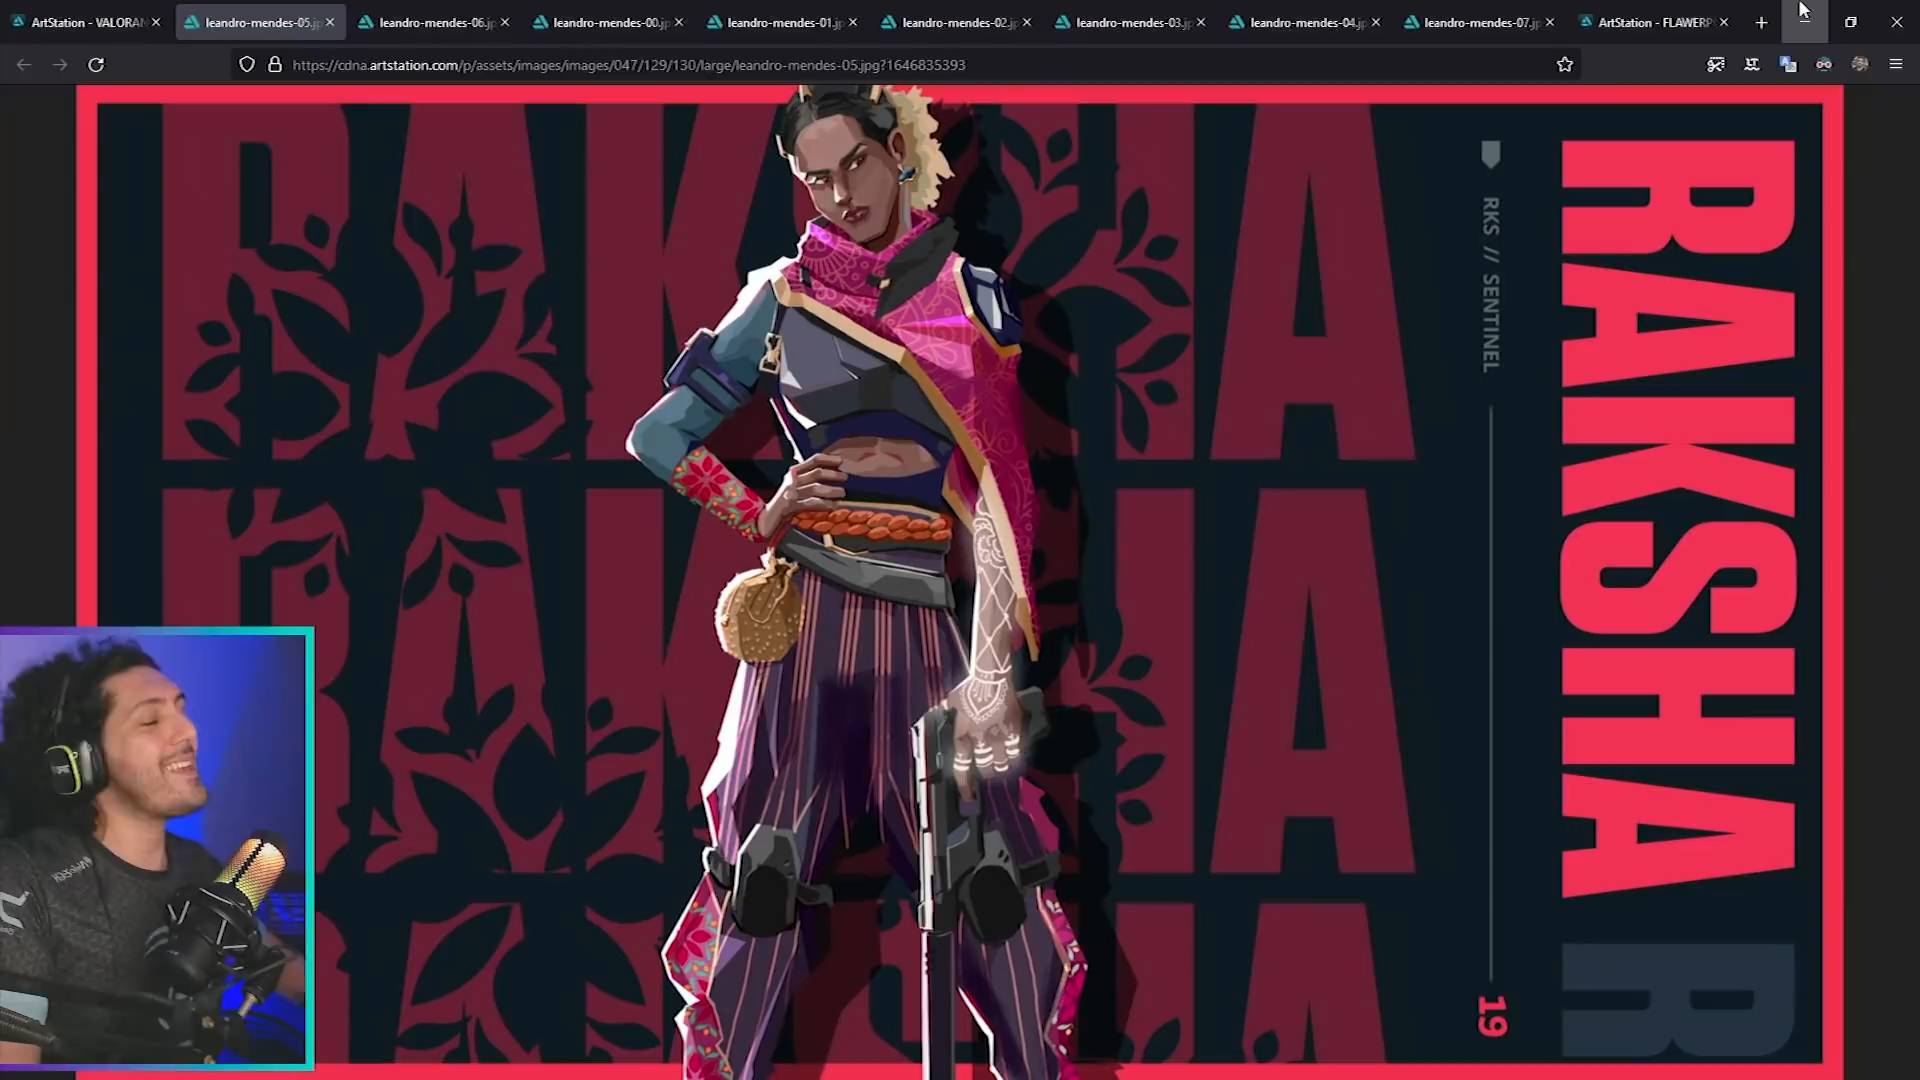 ArtStation - VALORAN
leandro-mendes-05.jp
leandro-mendes-06.jp
leandro-mendes-00.jp
leandro-mendes-01.jp
leandro-mendes-02.jp
leandro-mendes-03.jp
leandro-mendes-04.jp
leandro-mendes-07.jp
ArtStation - FLAWERP
https://cdna.artstation.com/p/assets/images/images/047/129/130/large/leandro-mendes-05.jpg?1646835393
RAKSHA
RAKSHA
RKS // SENTINEL
19
RAKSHA R